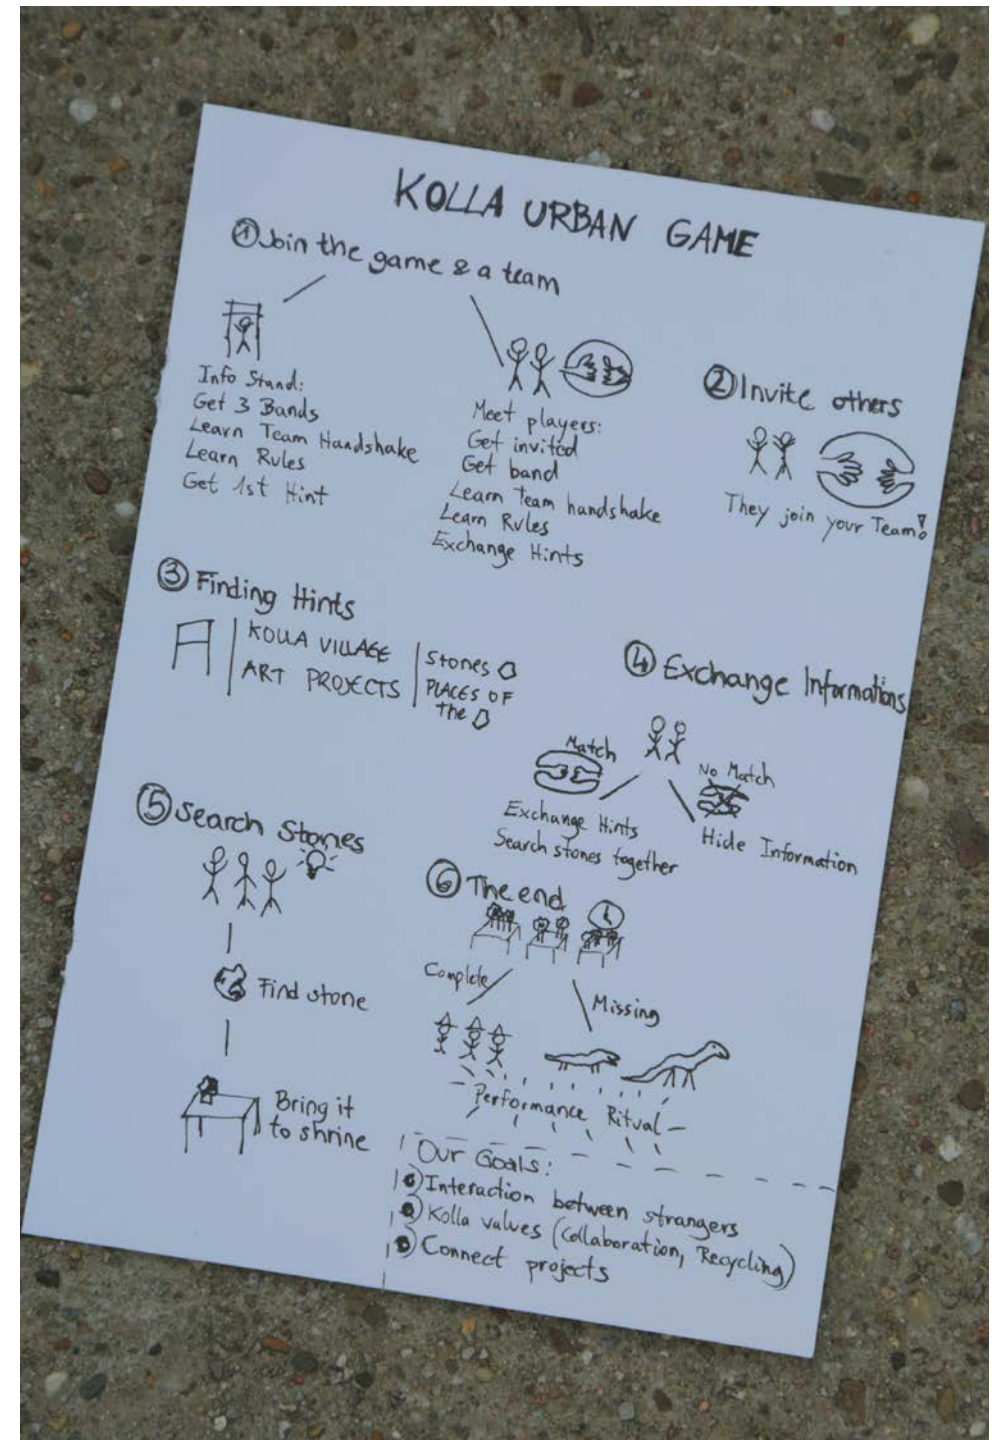 KOLLA URBAN GAME
① Join the game & a team
Info Stand:
Get 3 Bands
Learn Team Handshake
Learn Rules
Get 1st Hint
Meet players:
Get invited
Get band
Learn Team handshake
Learn Rules
Exchange Hints
② Invite others
They join your Team!
③ Finding Hints
KOLLA VILLAGE
ART PROJECTS
Stones
PLACES OF
the
④ Exchange Informations
Match
Exchange Hints
Search stones together
No Match
Hide Information
⑤ Search Stones
Find stone
Bring it
to shrine
⑥ The end
Complete
Missing
Performance Ritual
Our Goals:
Interaction between strangers
Kolla values (Collaboration, Recycling)
Connect projects